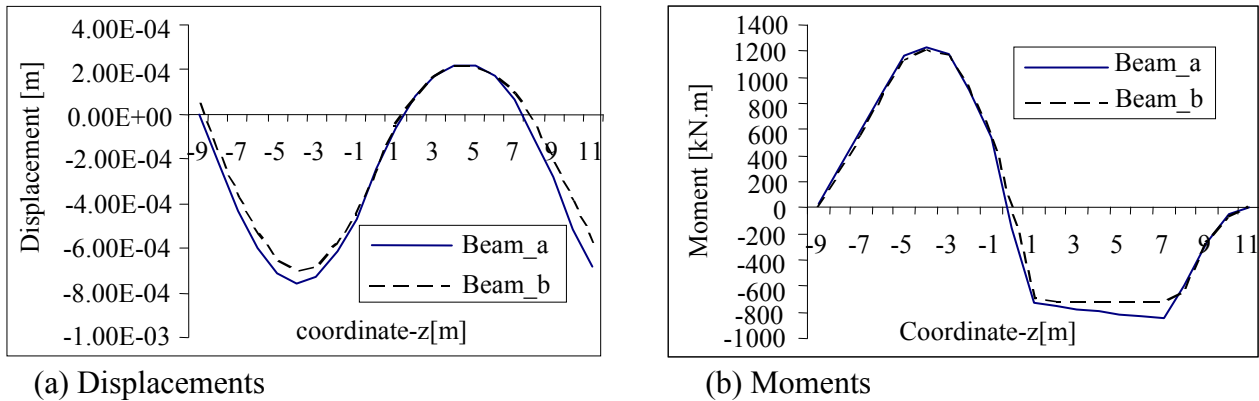 4.00E-04
2.00E-04
0.00E+00
-2.00E-04
-4.00E-04
-6.00E-04
-8.00E-04
-1.00E-03
Displacement [m]
-9 -7 -5 -3 -1 1 3 5 7 9 11
Beam_a
Beam_b
coordinate-z[m]
(a) Displacements
1400
1200
1000
800
600
400
200
0
-200
-400
-600
-800
-1000
Moment [kN.m]
Beam_a
Beam_b
-9 -7 -5 -3 -1 1 3 5 7 9 11
Coordinate-z[m]
(b) Moments